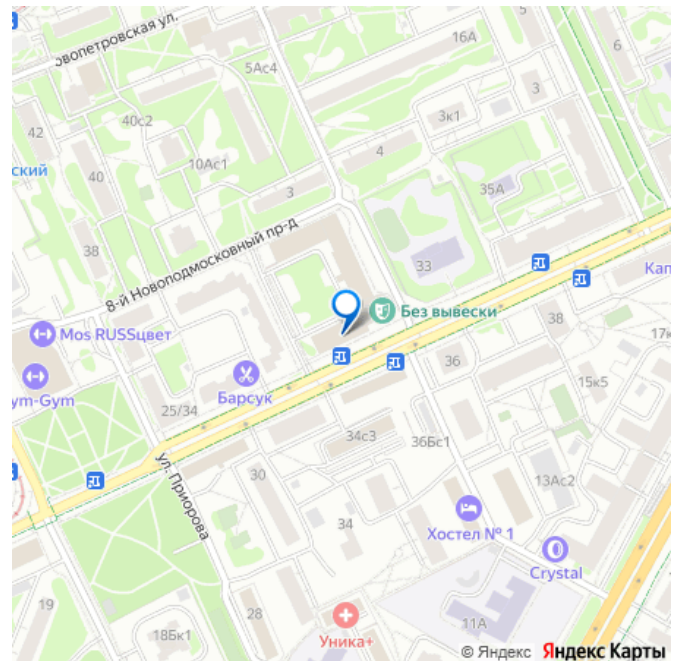 овопетровская ул.
5Ас4
16А
5
6
42
40с2
3к1
3
4
10Ас1
ский
40
3
35А
38
8-й Новоподмосковный пр-д
33
Кап
Без вывески
Mos RUSSцвет
38
17к
ym-Gym
Барсук
36
15к5
25/34
34с3
36Бс1
ул. Приорова
30
13Ас2
34
Хостел № 1
Crystal
19
28
11А
18Бк1
Уника+
© Яндекс Яндекс Карты